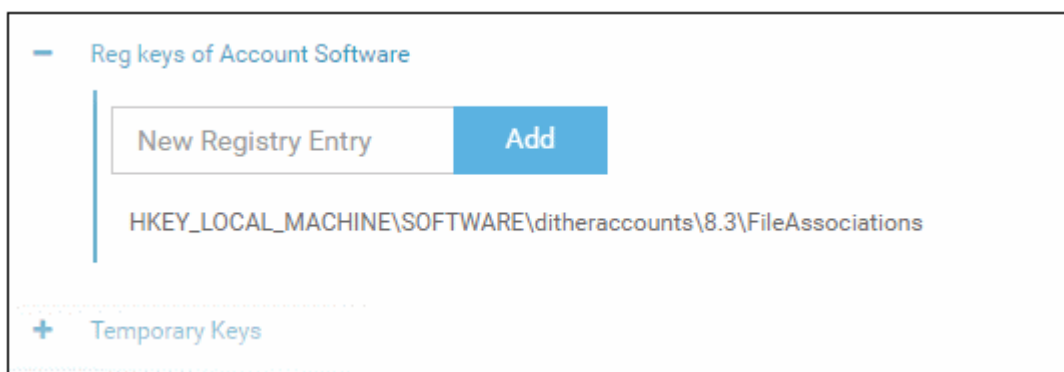 Reg keys of Account Software
New Registry Entry
Add
HKEY_LOCAL_MACHINE\SOFTWARE\ditheraccounts\8.3\FileAssociations
Temporary Keys